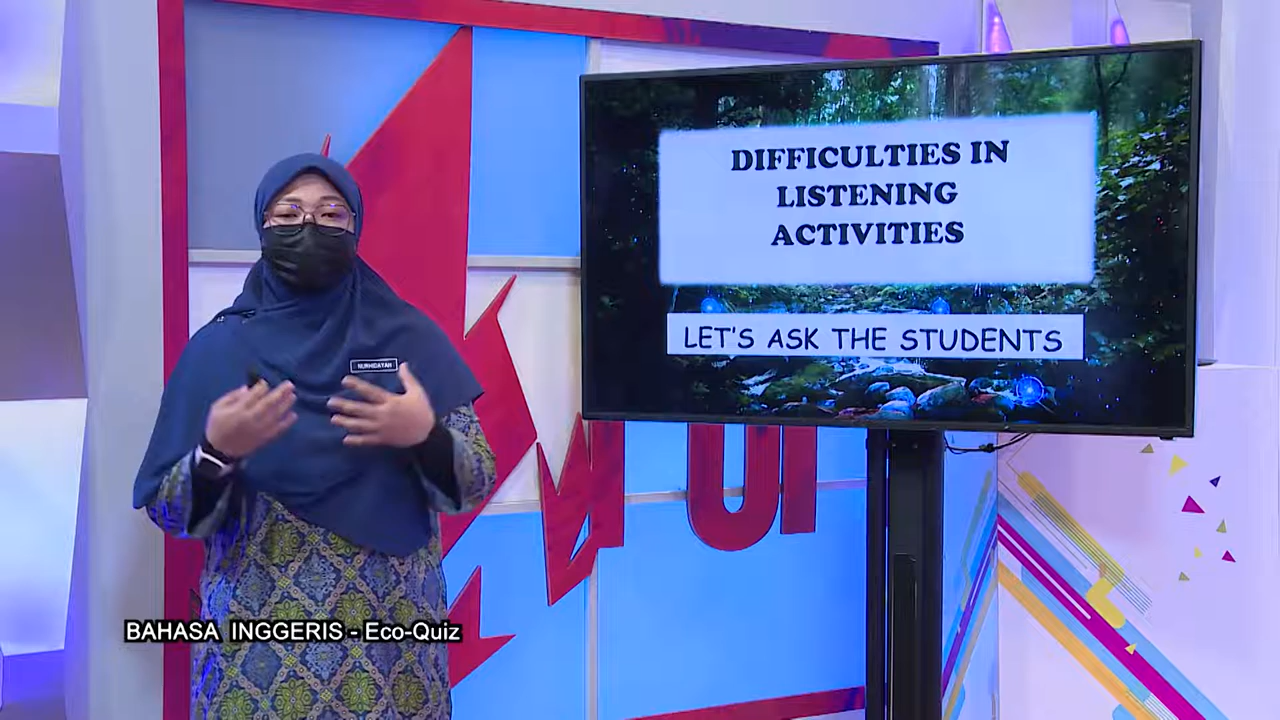 DIFFICULTIES IN
LISTENING
ACTIVITIES
LET'S ASK THE STUDENTS
NURHIDAYAH
BAHASA INGGERIS - Eco-Quiz